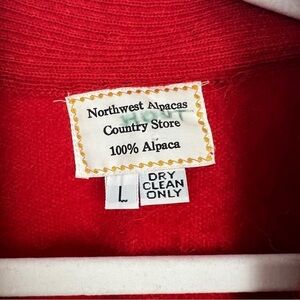 Northwest Alpacas
Country Store
100% Alpaca
L
DRY
CLEAN
ONLY